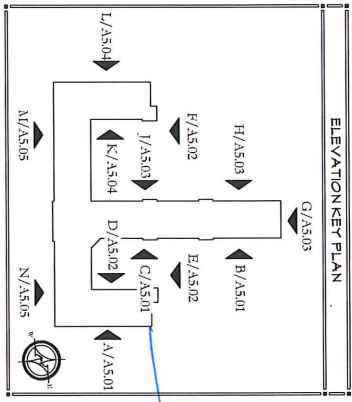 ELEVATION KEY PLAN
G/A5.03
H/A5.03
B/A5.01
F/A5.02
J/A5.03
E/A5.02
C/A5.01
L/A5.04
K/A5.04
D/A5.02
A/A5.01
M/A5.05
N/A5.05
W
N
E